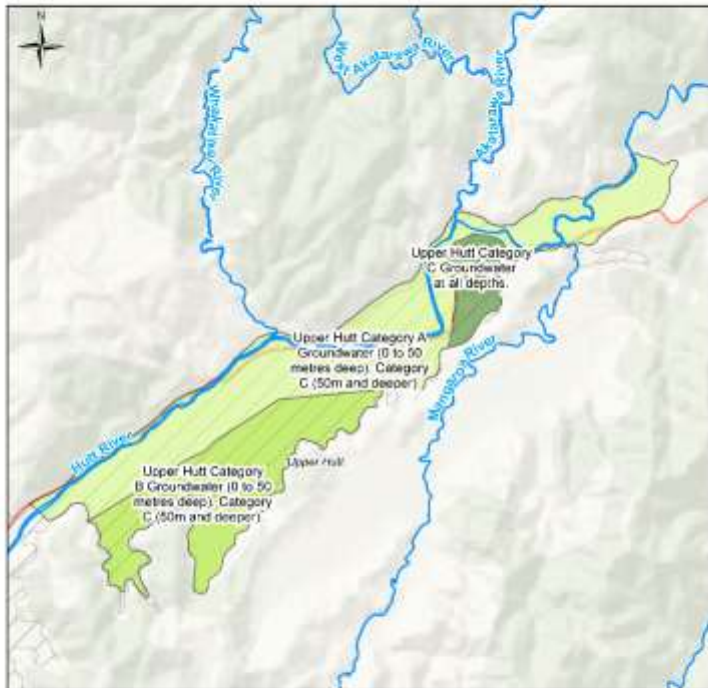 N
West
Akatarawa River
Akatarawa River
Upper Hutt Category
C Groundwater
at all depths.
Upper Hutt Category A
Groundwater (0 to 50
metres deep). Category
C (50m and deeper)
Mangaroa River
Hutt River
Upper Hutt
Upper Hutt Category
B Groundwater (0 to 50
metres deep). Category
C (50m and deeper)